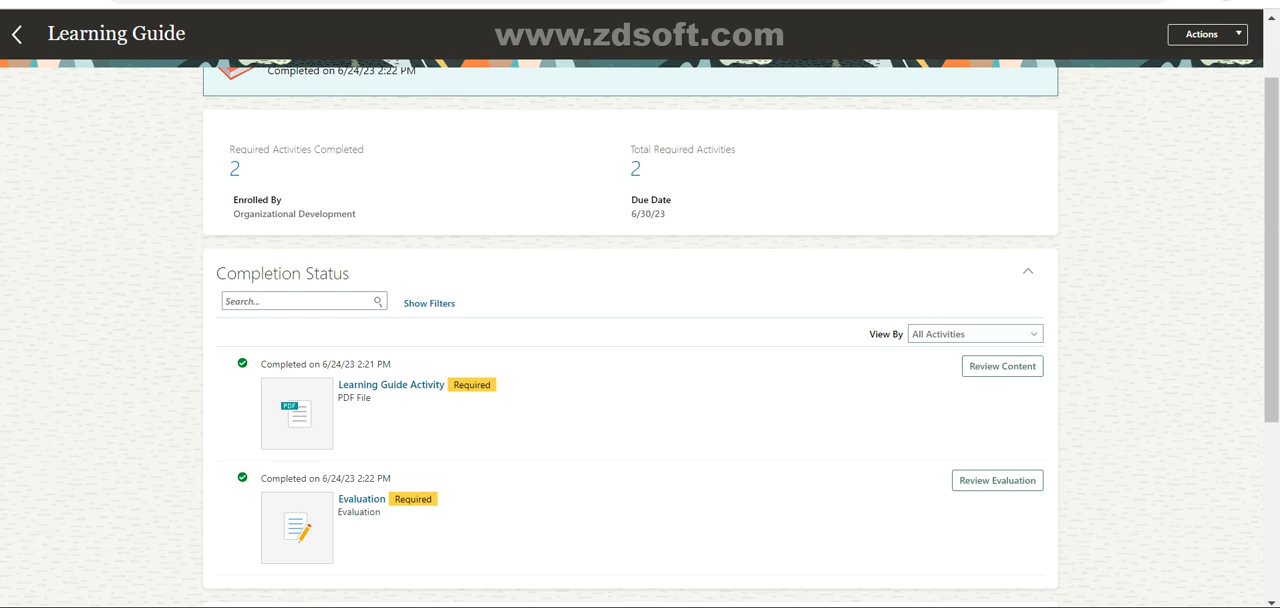 Learning Guide
www.zdsoft.com
Actions
Completed on 6/24/23 2:22 PM
Required Activities Completed
Total Required Activities
2
2
Enrolled By
Due Date
Organizational Development
6/30/23
Completion Status
Search...
Show Filters
View By All Activities
Completed on 6/24/23 2:21 PM
Review Content
Learning Guide Activity Required
PDF File
PDF
Completed on 6/24/23 2:22 PM
Review Evaluation
Evaluation Required
Evaluation